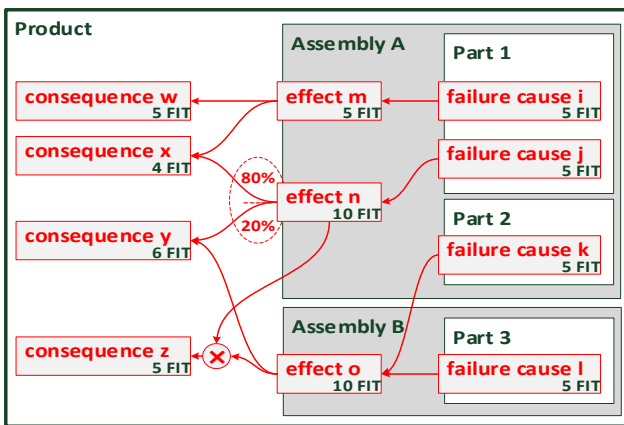 Product
Assembly A
Part 1
consequence w
5 FIT
effect m
5 FIT
failure cause i
5 FIT
consequence x
4 FIT
80%
20%
effect n
10 FIT
failure cause j
5 FIT
Part 2
consequence y
6 FIT
failure cause k
5 FIT
Assembly B
Part 3
consequence z
5 FIT
effect o
10 FIT
failure cause l
5 FIT